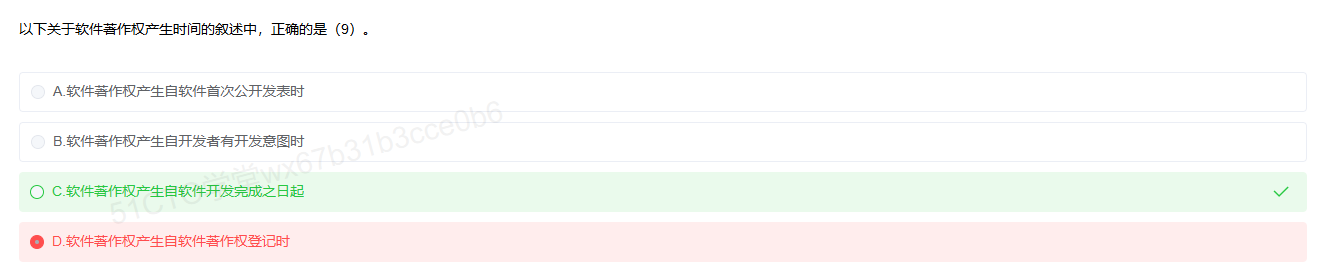 以下关于软件著作权产生时间的叙述中，正确的是（9）。
A.软件著作权产生自软件首次公开发表时
B.软件著作权产生自开发者有开发意图时
C.软件著作权产生自软件开发完成之日起
D.软件著作权产生自软件著作权登记时
51CTO学堂wx67b31b3cce0b6